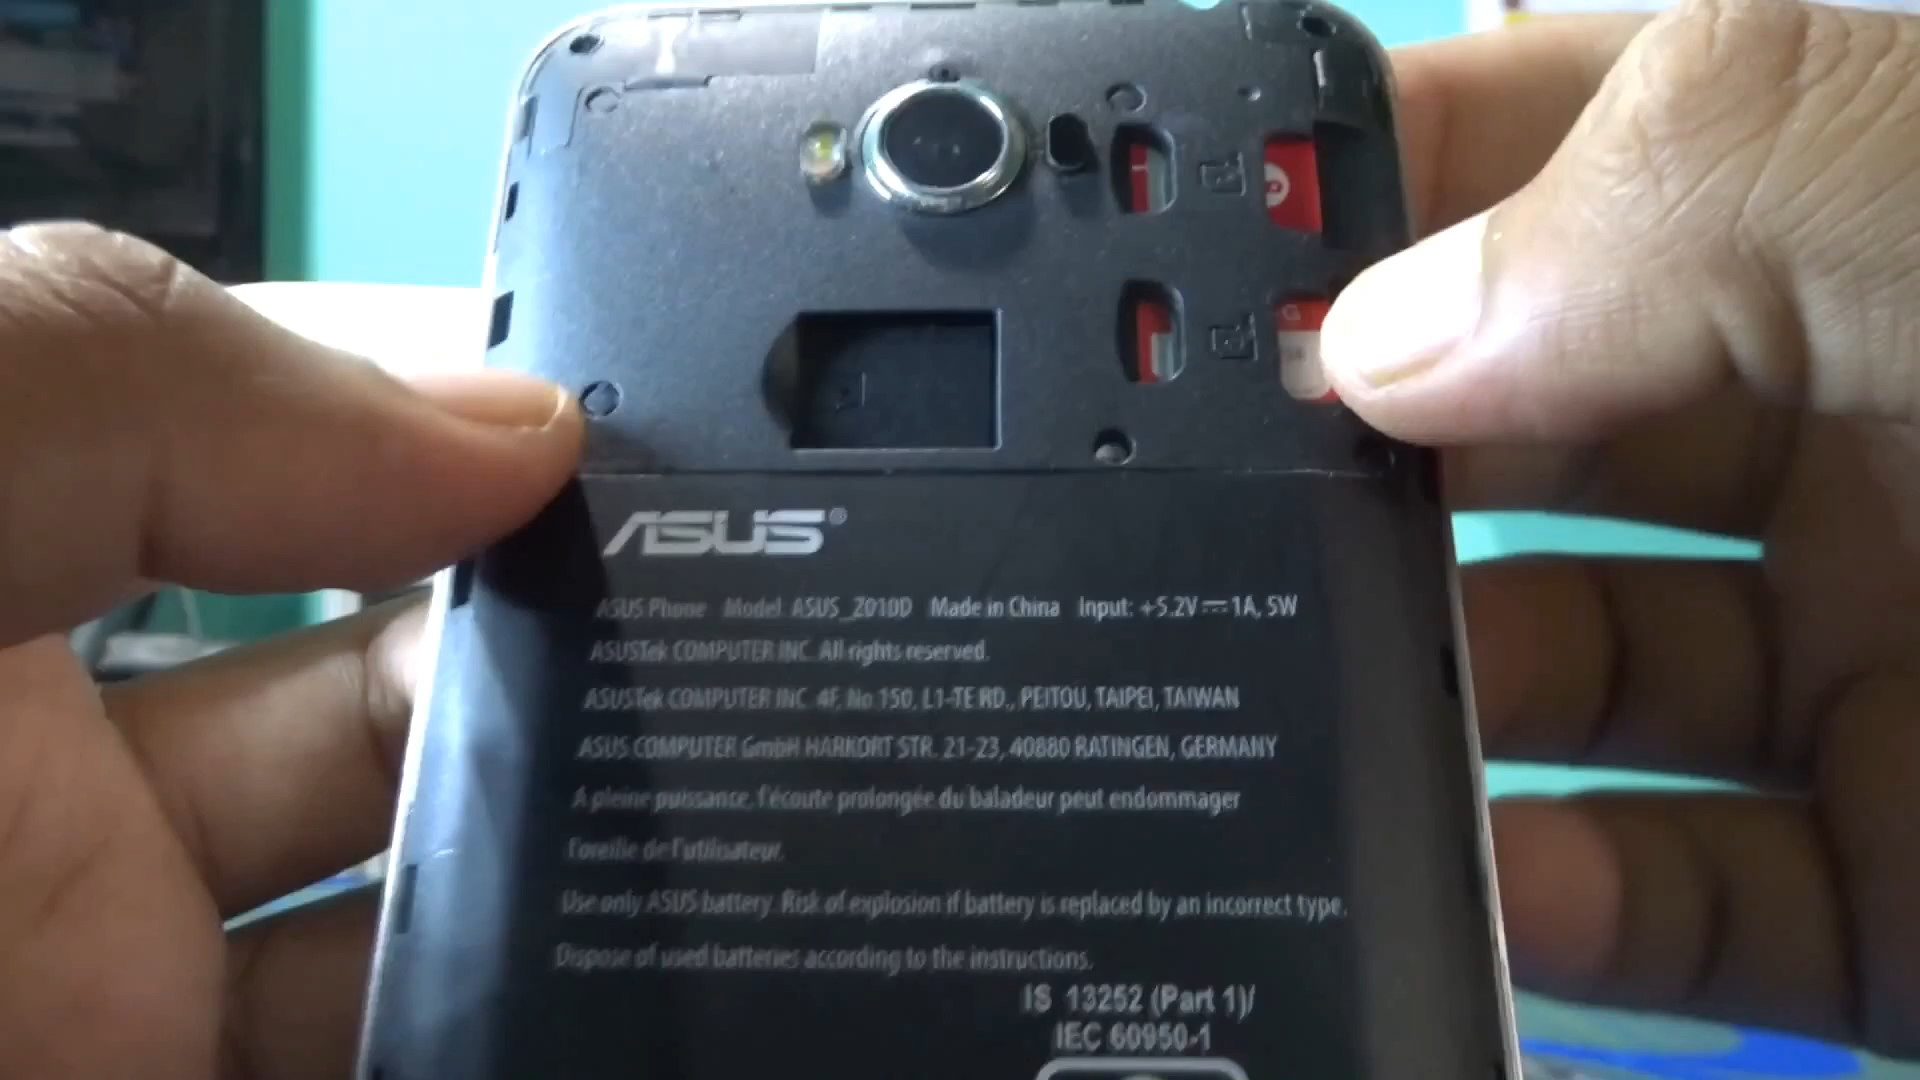 ASUS®
ASUS Phone Model: ASUS_Z010D Made in China Input: +5.2V⎓1A, 5W
ASUSTek COMPUTER INC. All rights reserved.
ASUSTek COMPUTER INC. 4F, No 150, LI-TE RD., PEITOU, TAIPEI, TAIWAN
ASUS COMPUTER GmbH HARKORT STR. 21-23, 40880 RATINGEN, GERMANY
A pleine puissance, l'écoute prolongée du baladeur peut endommager
l'oreille de l'utilisateur.
Use only ASUS battery. Risk of explosion if battery is replaced by an incorrect type.
Dispose of used batteries according to the instructions.
IS 13252 (Part 1)/
IEC 60950-1